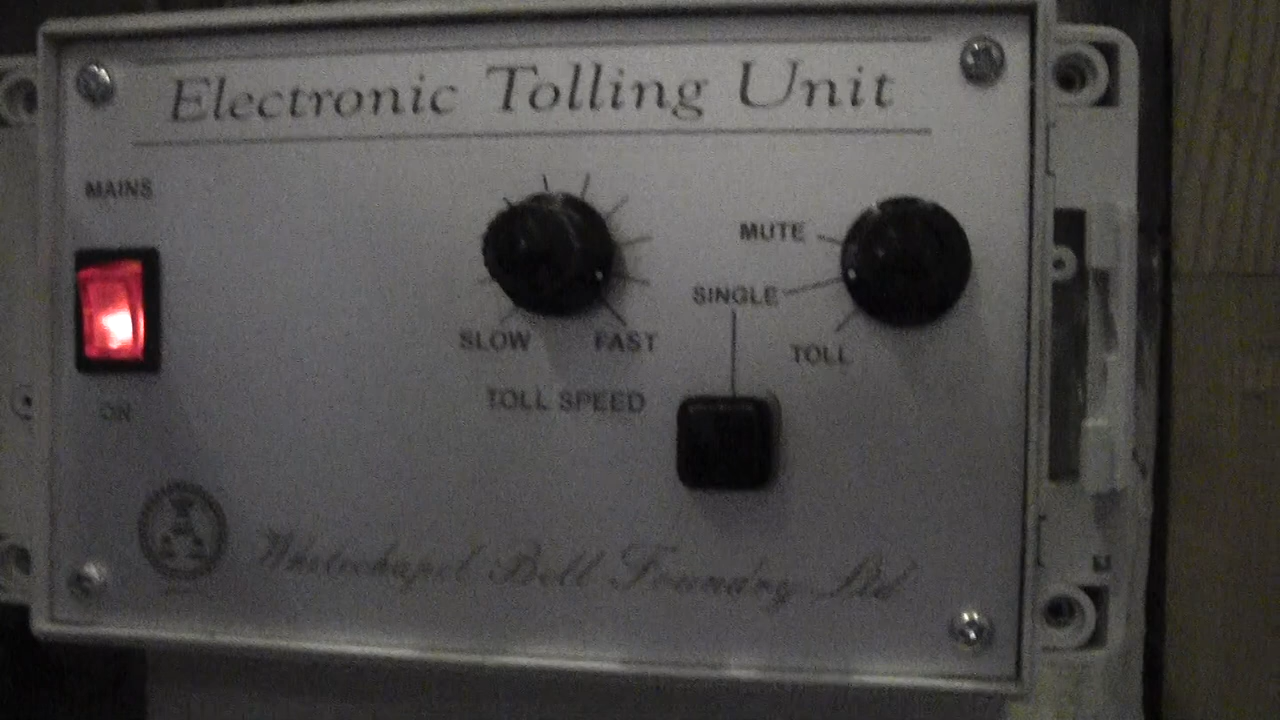 Electronic Tolling Unit
MAINS
ON
SLOW FAST
TOLL SPEED
MUTE
SINGLE
TOLL
Whitechapel Bell Foundry Ltd